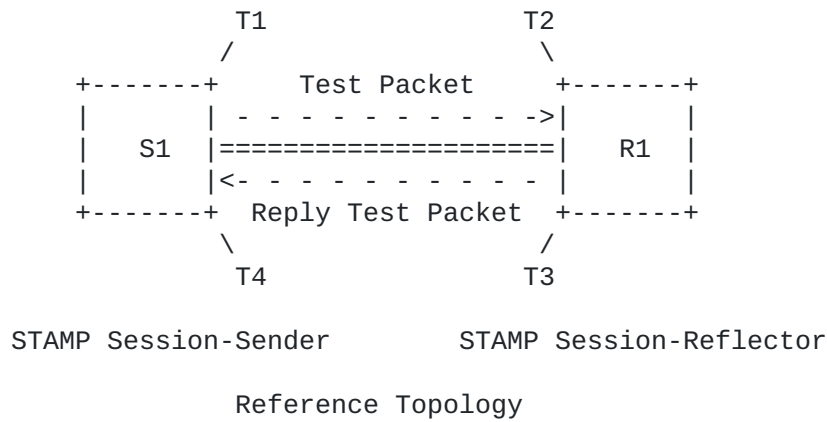 T1 T2
Test Packet
S1 R1
Reply Test Packet
T4 T3
STAMP Session-Sender STAMP Session-Reflector
Reference Topology